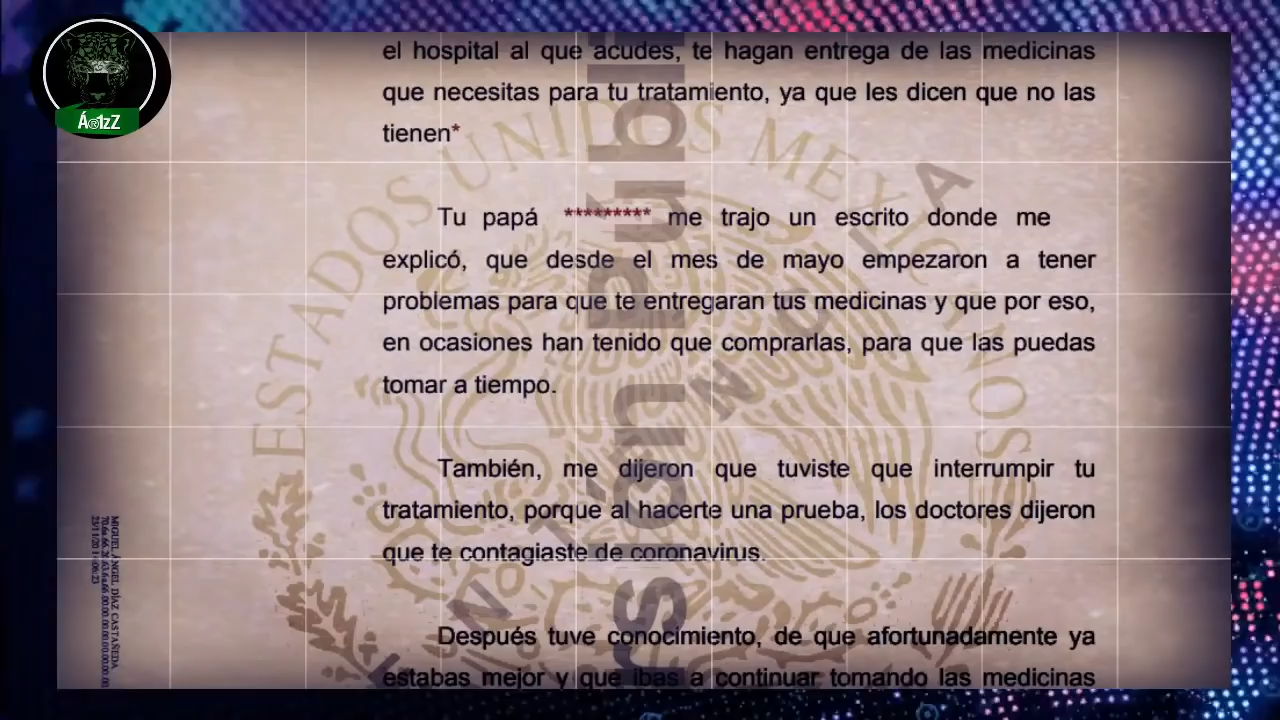 Á®1zZ
el hospital al que acudes, te hagan entrega de las medicinas
que necesitas para tu tratamiento, ya que les dicen que no las
tienen*
Tu papá ********* me trajo un escrito donde me
explicó, que desde el mes de mayo empezaron a tener
problemas para que te entregaran tus medicinas y que por eso,
en ocasiones han tenido que comprarlas, para que las puedas
tomar a tiempo.
También, me dijeron que tuviste que interrumpir tu
tratamiento, porque al hacerte una prueba, los doctores dijeron
que te contagiaste de coronavirus.
Después tuve conocimiento, de que afortunadamente ya
estabas mejor y que ibas a continuar tomando las medicinas
ESTADOS UNIDOS MEXICANOS
MIGUEL ÁNGEL DÍAZ CASTAÑEDA